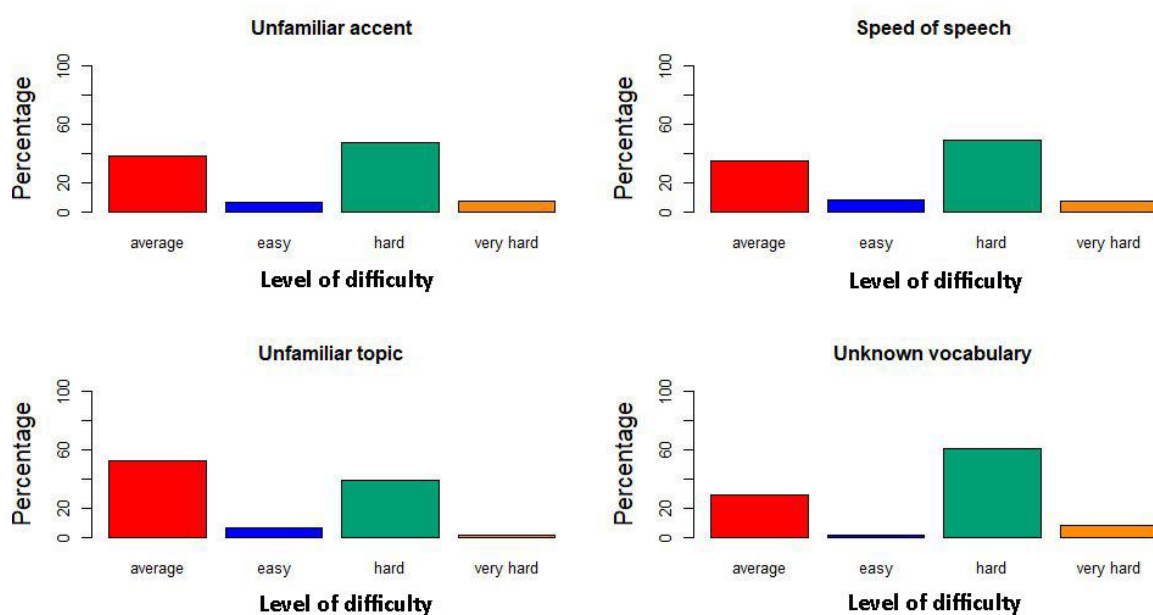 Unfamiliar accent
Percentage
100
60
20
0
average easy hard very hard
Level of difficulty
Speed of speech
Percentage
100
60
20
0
average easy hard very hard
Level of difficulty
Unfamiliar topic
Percentage
100
60
20
0
average easy hard very hard
Level of difficulty
Unknown vocabulary
Percentage
100
60
20
0
average easy hard very hard
Level of difficulty